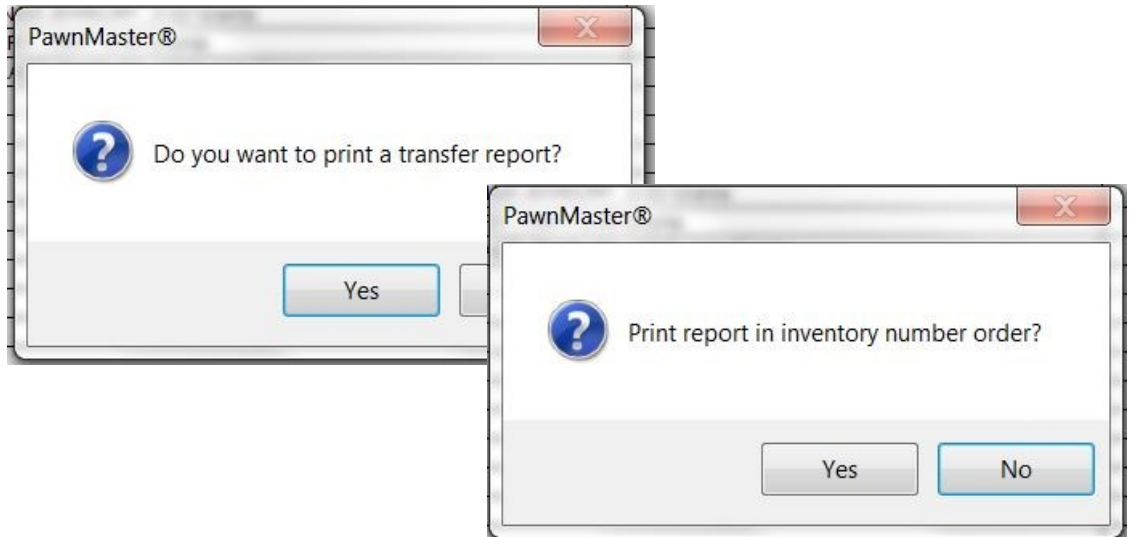 PawnMaster®
Do you want to print a transfer report?
Yes
PawnMaster®
Print report in inventory number order?
Yes No